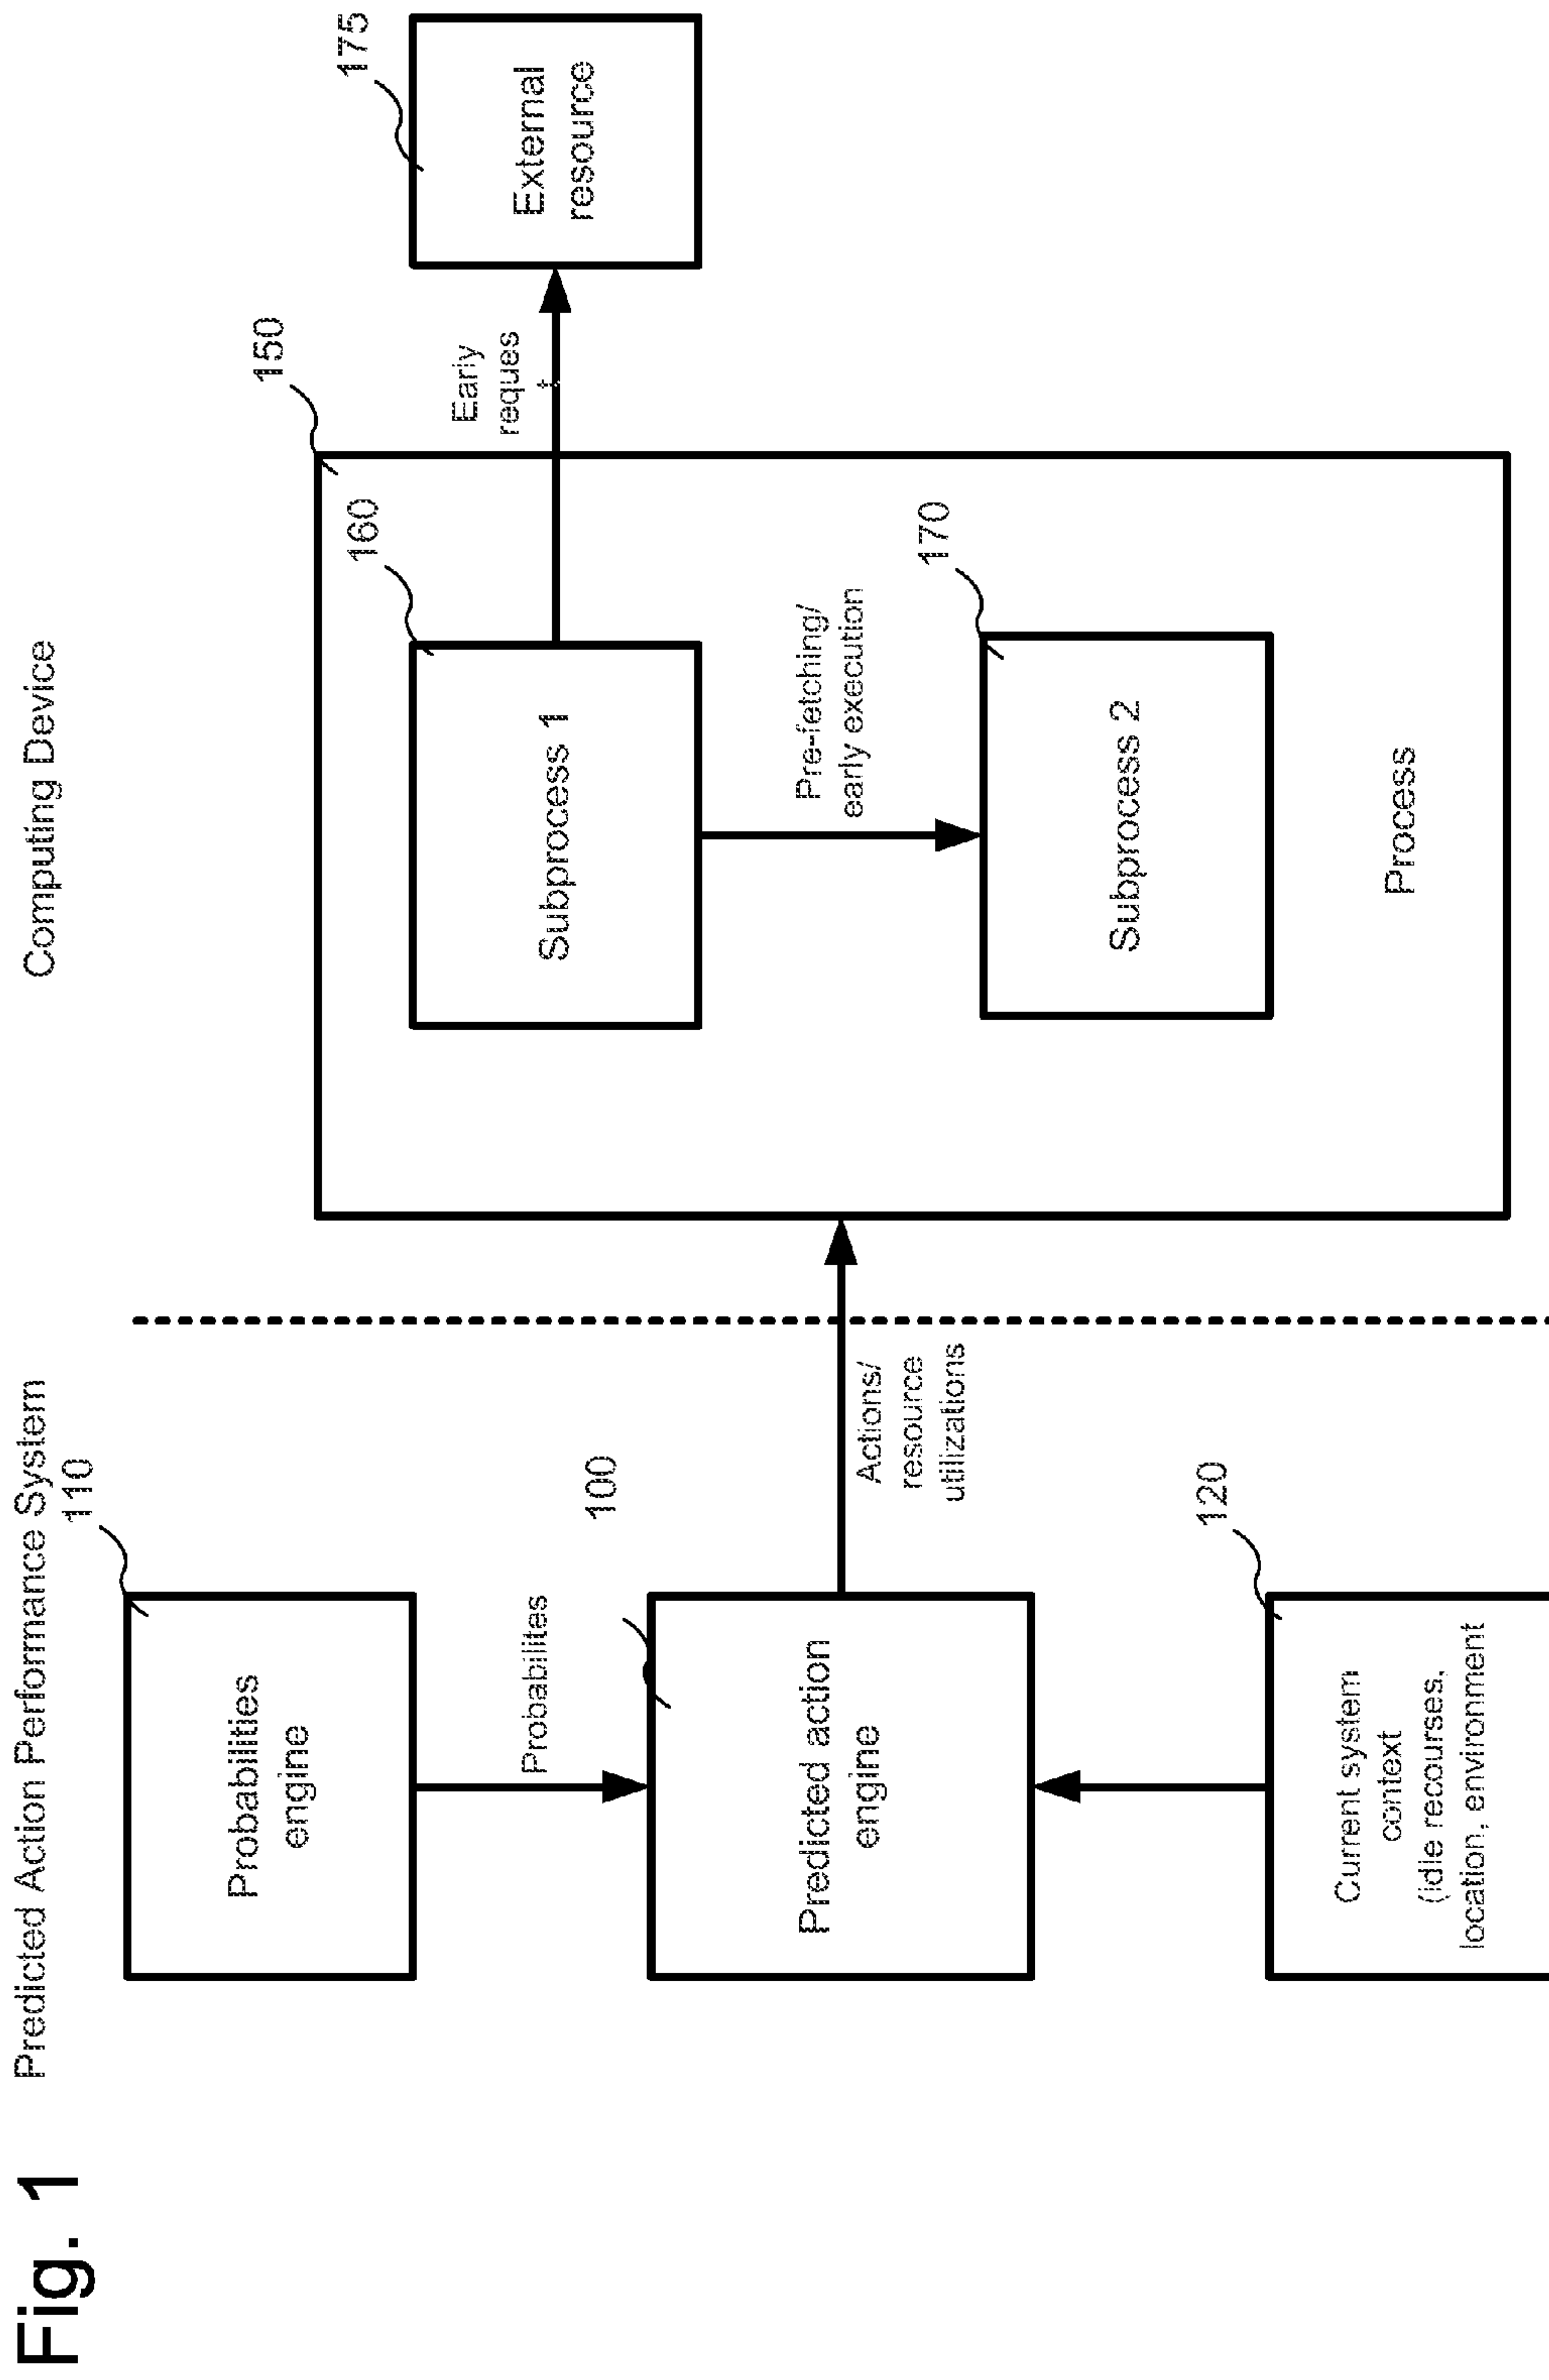 Fig. 1
Predicted Action Performance System
110
Probabilities
engine
Probabilites
100
Predicted action
engine
Actions/
resource
utilizations
120
Current system
context
(idle recourses,
location, environment
Computing Device
150
160
Subprocess 1
Pre-fetching/
early execution
170
Subprocess 2
Process
Early
reques
t
175
External
resource